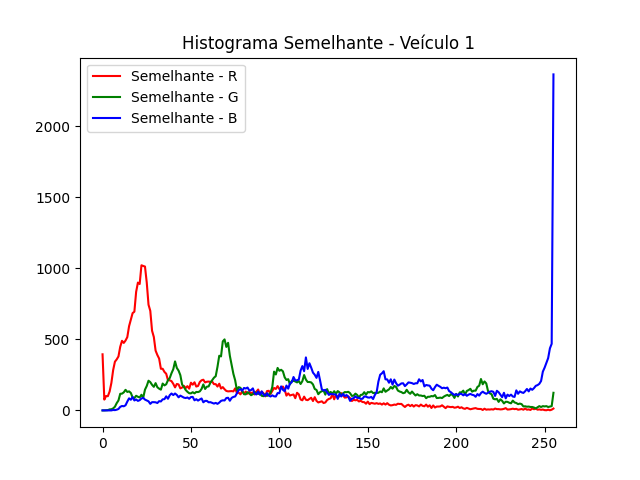 Histograma Semelhante - Veículo 1
Semelhante - R
Semelhante - G
Semelhante - B
2000
1500
1000
500
0
0 50 100 150 200 250